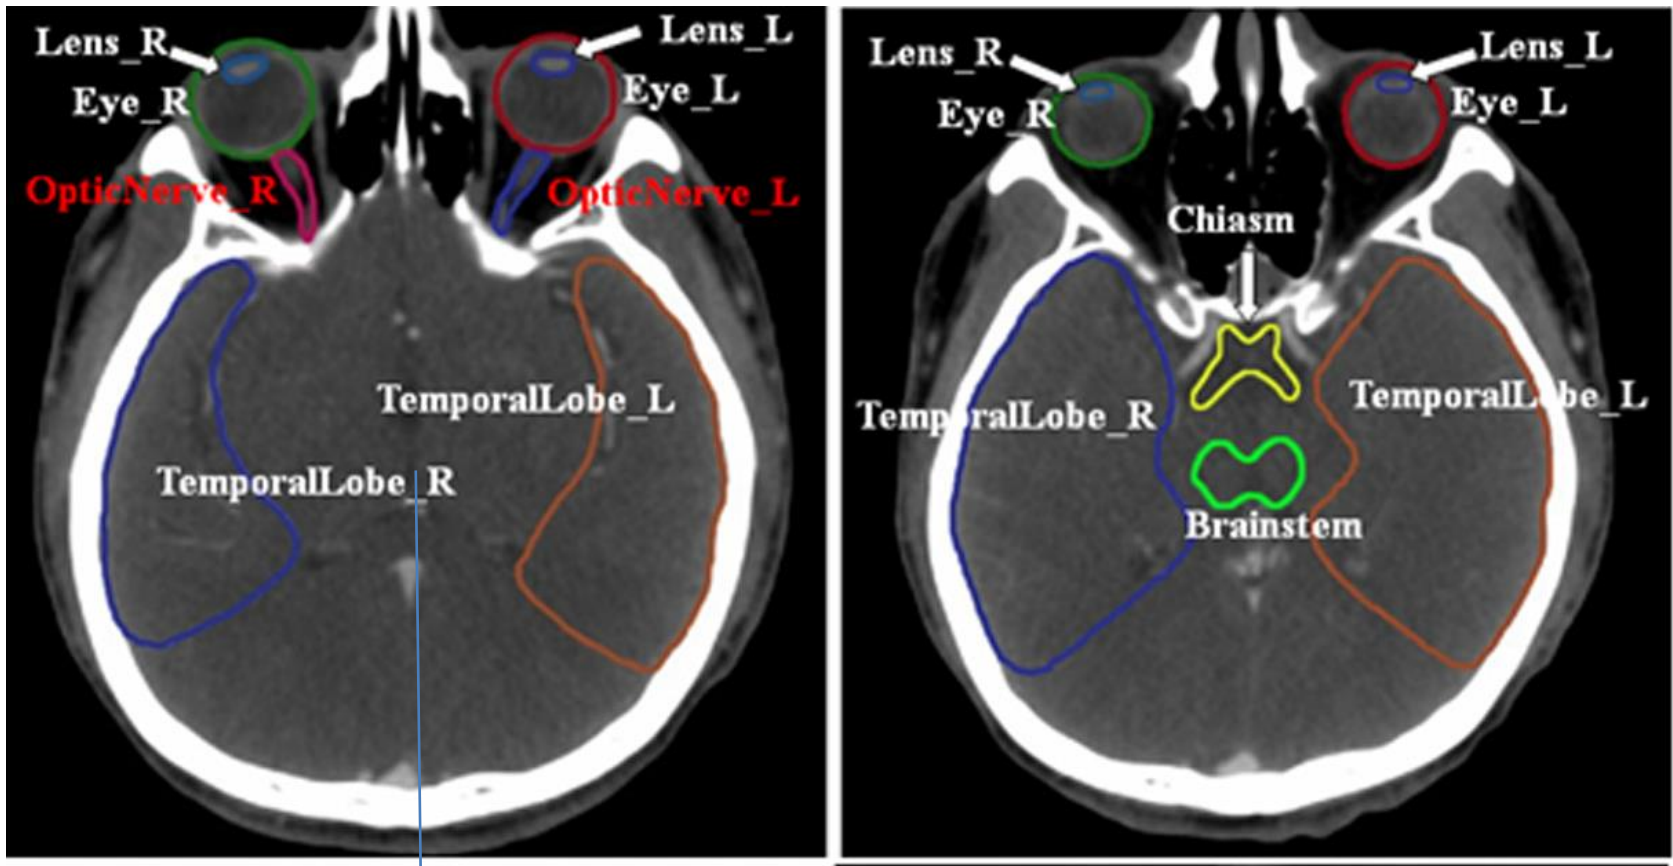 Lens_R
Lens_L
Eye_R
Eye_L
OpticNerve_R
OpticNerve_L
TemporalLobe_L
TemporalLobe_R
Lens_R
Lens_L
Eye_R
Eye_L
Chiasm
TemporalLobe_R
TemporalLobe_L
Brainstem